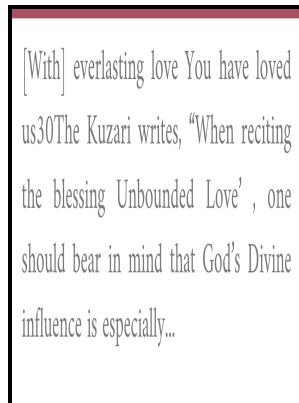 [With] everlasting love You have loved
us30The Kuzari writes, “When reciting
the blessing Unbounded Love’ , one
should bear in mind that God’s Divine
influence is especially...